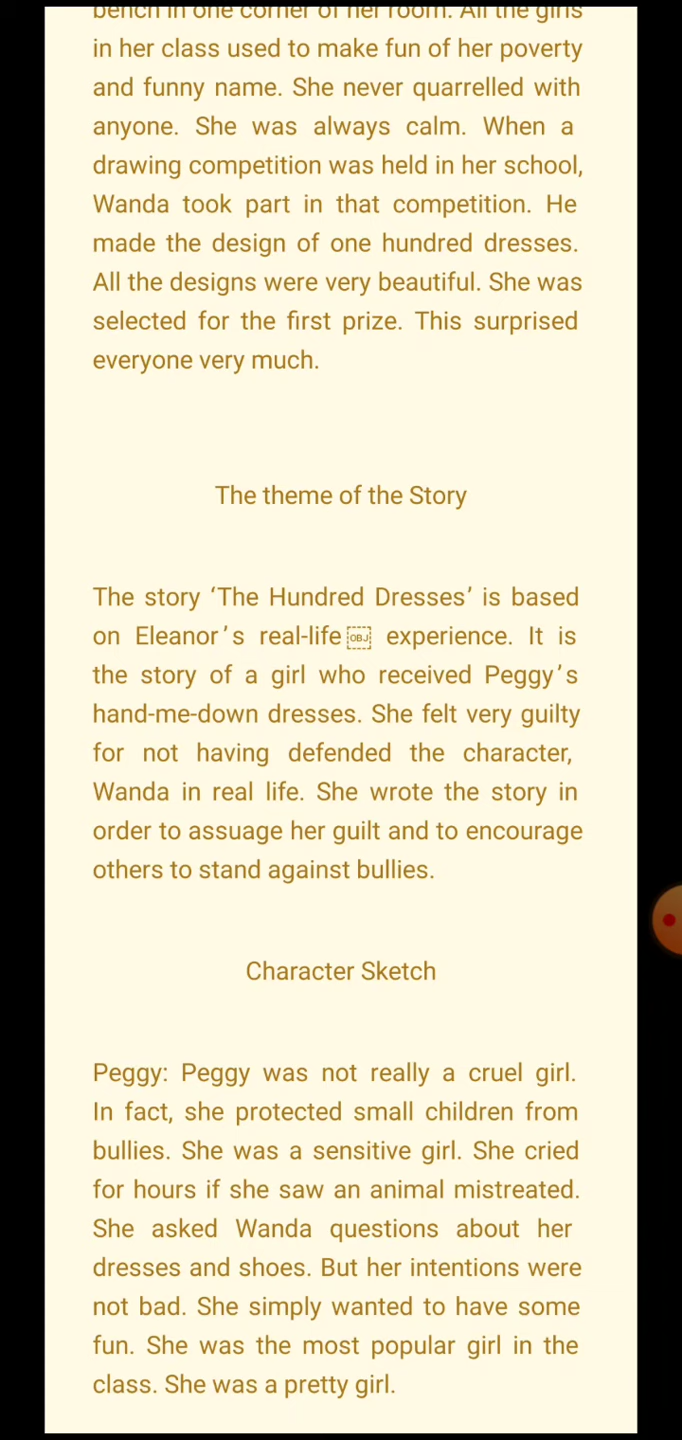 bench in one corner of her room. All the girls
in her class used to make fun of her poverty
and funny name. She never quarrelled with
anyone. She was always calm. When a
drawing competition was held in her school,
Wanda took part in that competition. He
made the design of one hundred dresses.
All the designs were very beautiful. She was
selected for the first prize. This surprised
everyone very much.
The theme of the Story
The story ‘The Hundred Dresses’ is based
on Eleanor’s real-life￼ experience. It is
the story of a girl who received Peggy’s
hand-me-down dresses. She felt very guilty
for not having defended the character,
Wanda in real life. She wrote the story in
order to assuage her guilt and to encourage
others to stand against bullies.
Character Sketch
Peggy: Peggy was not really a cruel girl.
In fact, she protected small children from
bullies. She was a sensitive girl. She cried
for hours if she saw an animal mistreated.
She asked Wanda questions about her
dresses and shoes. But her intentions were
not bad. She simply wanted to have some
fun. She was the most popular girl in the
class. She was a pretty girl.